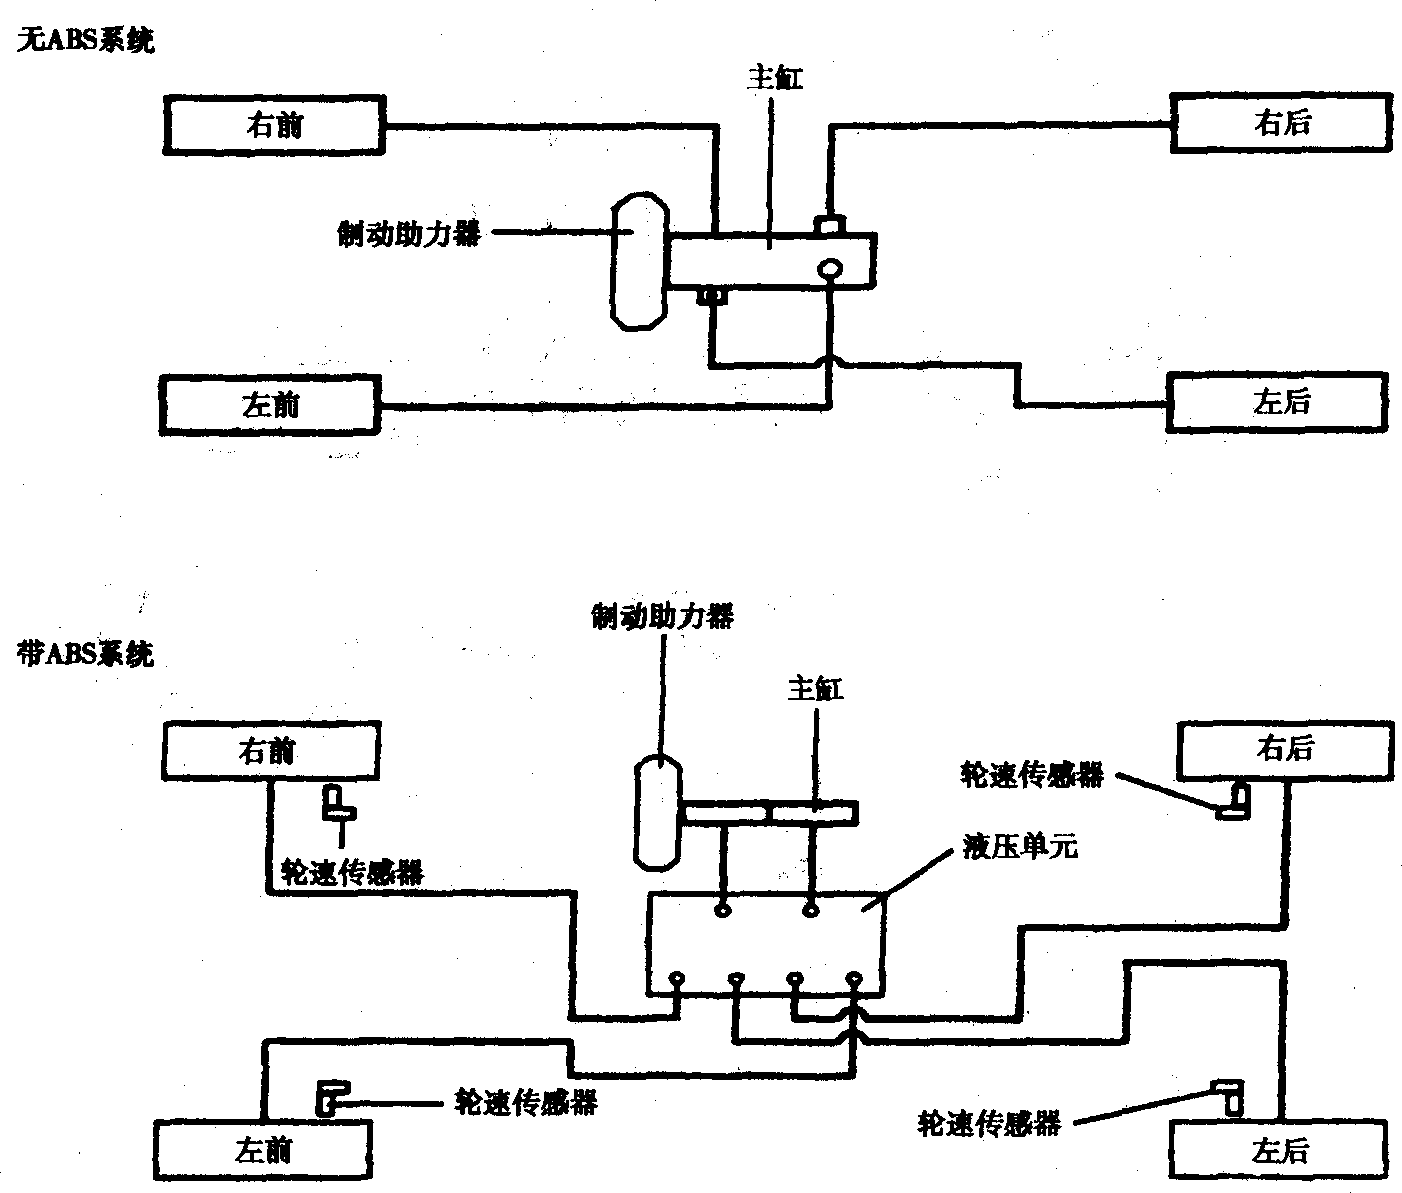 无ABS系统
主缸
右前
右后
制动助力器
左前
左后
制动助力器
带ABS系统
主缸
右前
右后
轮速传感器
液压单元
轮速传感器
轮速传感器
轮速传感器
左前
左后